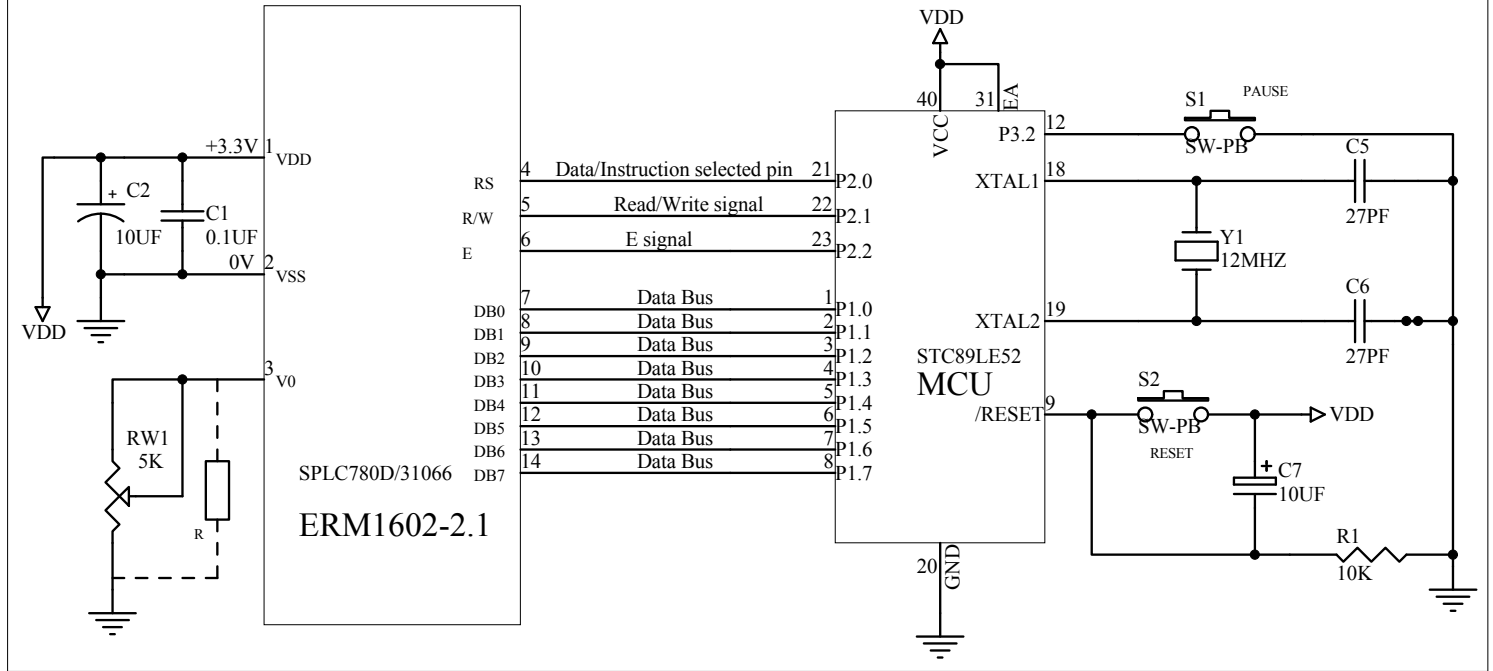 VDD
40
31
EA
VCC
S1
PAUSE
12
P3.2
SW-PB
+3.3V
1
VDD
C2
+
10UF
C1
0.1UF
0V
2
VSS
VDD
RS
4
Data/Instruction selected pin
21
P2.0
R/W
5
Read/Write signal
22
P2.1
E
6
E signal
23
P2.2
XTAL1
18
C5
27PF
Y1
12MHZ
XTAL2
19
C6
27PF
DB0
7
Data Bus
1
P1.0
DB1
8
Data Bus
2
P1.1
DB2
9
Data Bus
3
P1.2
DB3
10
Data Bus
4
P1.3
DB4
11
Data Bus
5
P1.4
DB5
12
Data Bus
6
P1.5
DB6
13
Data Bus
7
P1.6
DB7
14
Data Bus
8
P1.7
3
V0
RW1
5K
R
SPLC780D/31066
ERM1602-2.1
STC89LE52
MCU
/RESET
9
S2
SW-PB
RESET
VDD
+
C7
10UF
R1
10K
20
GND